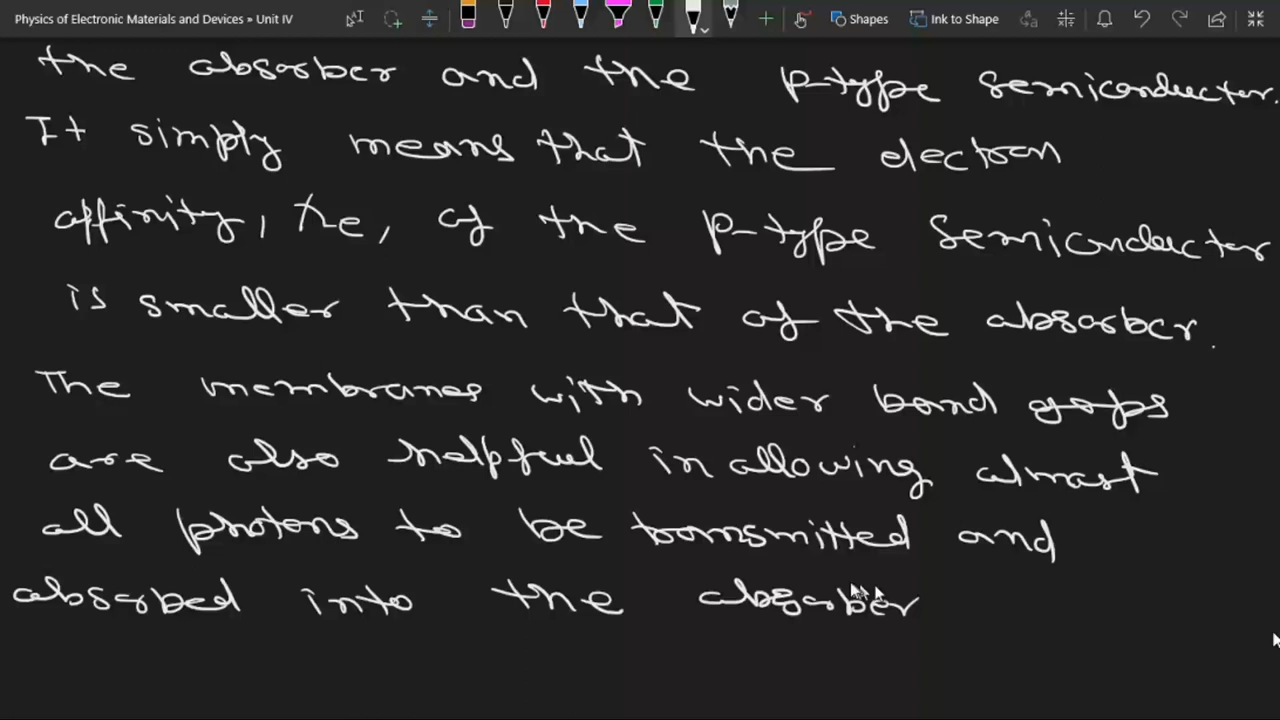 Physics of Electronic Materials and Devices » Unit IV
Shapes
Ink to Shape
the absorber and the p-type semiconductor.
It simply means that the electron
affinity, χe, of the p-type semiconductor
is smaller than that of the absorber.
The membranes with wider band gaps
are also helpful in allowing almost
all photons to be transmitted and
absorbed into the absorber